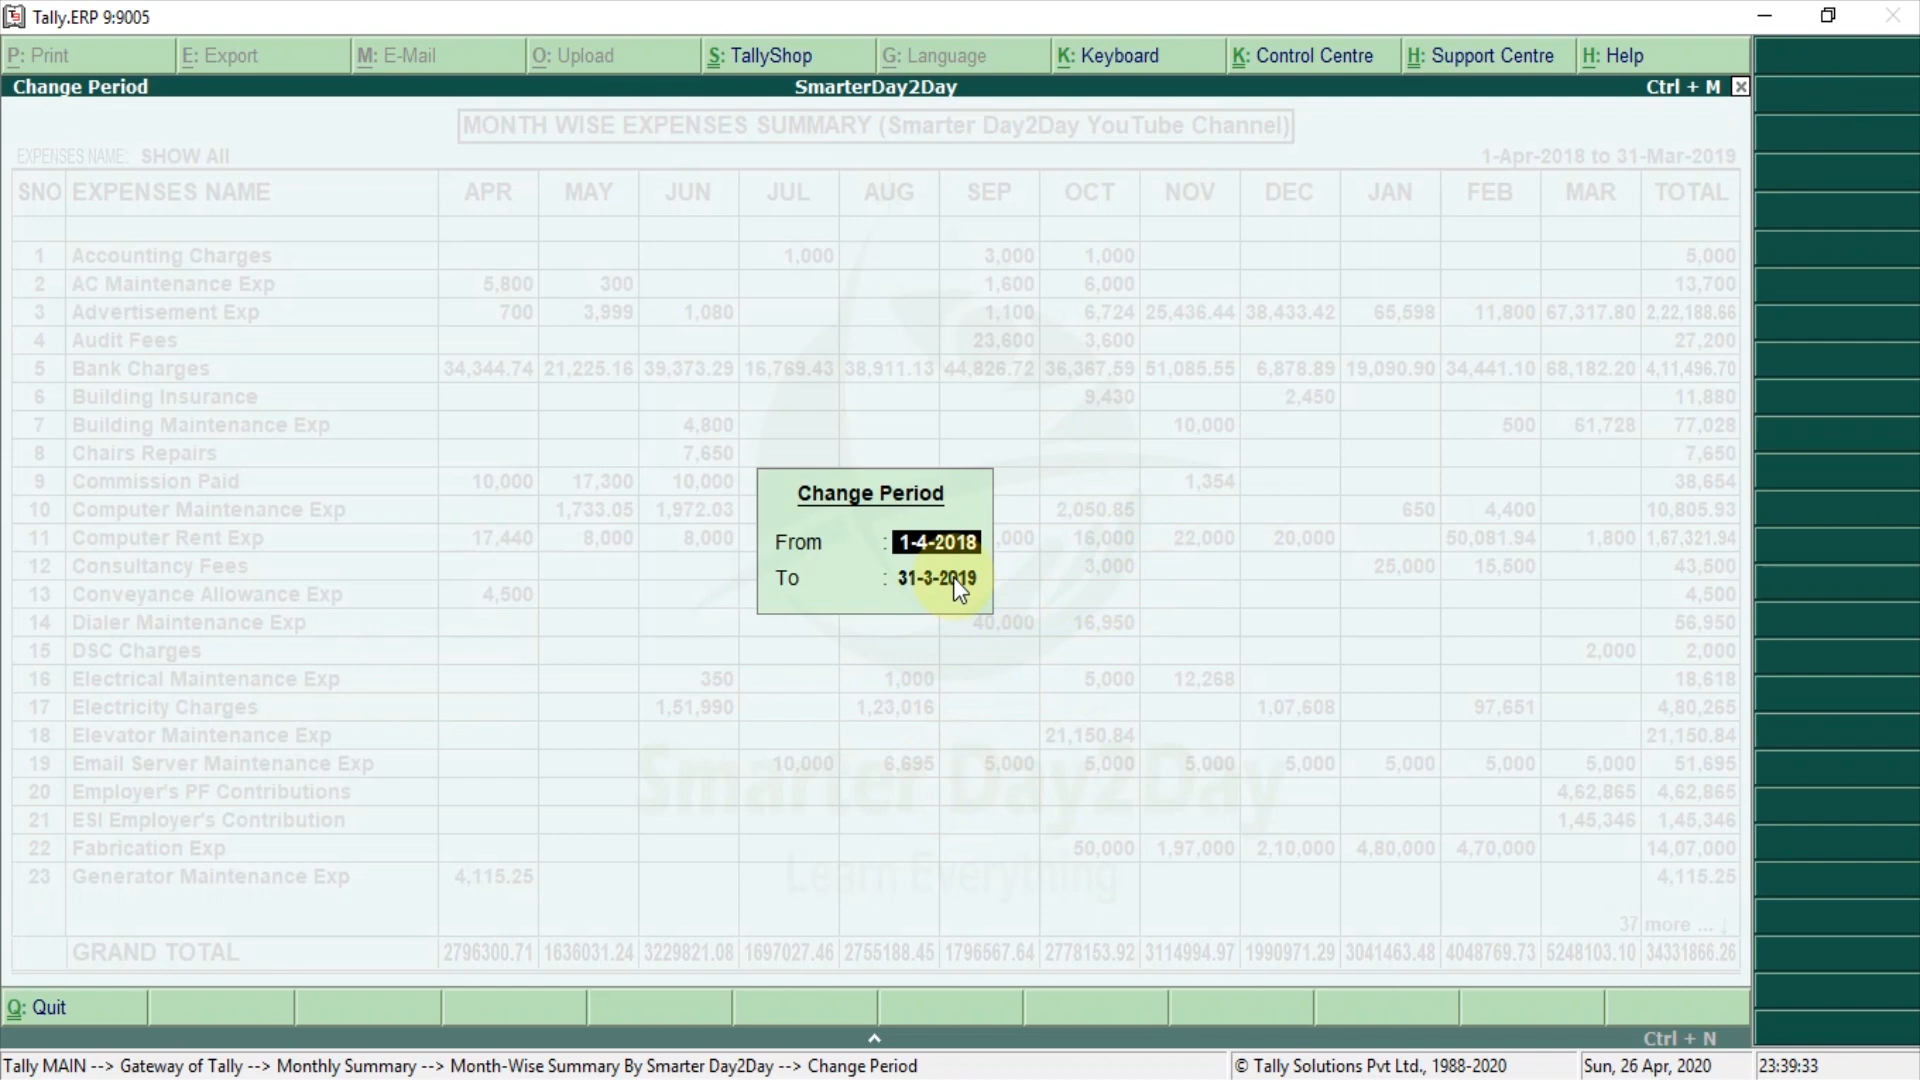 Tally.ERP 9:9005
P: Print E: Export M: E-Mail O: Upload S: TallyShop G: Language K: Keyboard K: Control Centre H: Support Centre H: Help
Change Period SmarterDay2Day Ctrl + M
MONTH WISE EXPENSES SUMMARY (Smarter Day2Day YouTube Channel)
EXPENSES NAME: SHOW All 1-Apr-2018 to 31-Mar-2019
SNO EXPENSES NAME APR MAY JUN JUL AUG SEP OCT NOV DEC JAN FEB MAR TOTAL
1 Accounting Charges 1,000 3,000 1,000 5,000
2 AC Maintenance Exp 5,800 300 1,600 6,000 13,700
3 Advertisement Exp 700 3,999 1,080 1,100 6,724 25,436.44 38,433.42 65,598 11,800 67,317.80 2,22,188.66
4 Audit Fees 23,600 3,600 27,200
5 Bank Charges 34,344.74 21,225.16 39,373.29 16,769.43 38,911.13 44,826.72 36,367.59 51,085.55 6,878.89 19,090.90 34,441.10 68,182.20 4,11,496.70
6 Building Insurance 9,430 2,450 11,880
7 Building Maintenance Exp 4,800 10,000 500 61,728 77,028
8 Chairs Repairs 7,650 7,650
9 Commission Paid 10,000 17,300 10,000 1,354 38,654
10 Computer Maintenance Exp 1,733.05 1,972.03 2,050.85 650 4,400 10,805.93
11 Computer Rent Exp 17,440 8,000 8,000 ,000 16,000 22,000 20,000 50,081.94 1,800 1,67,321.94
12 Consultancy Fees 3,000 25,000 15,500 43,500
13 Conveyance Allowance Exp 4,500 4,500
14 Dialer Maintenance Exp 40,000 16,950 56,950
15 DSC Charges 2,000 2,000
16 Electrical Maintenance Exp 350 1,000 5,000 12,268 18,618
17 Electricity Charges 1,51,990 1,23,016 1,07,608 97,651 4,80,265
18 Elevator Maintenance Exp 21,150.84 21,150.84
19 Email Server Maintenance Exp 10,000 6,695 5,000 5,000 5,000 5,000 5,000 5,000 5,000 51,695
20 Employer's PF Contributions 4,62,865 4,62,865
21 ESI Employer's Contribution 1,45,346 1,45,346
22 Fabrication Exp 50,000 1,97,000 2,10,000 4,80,000 4,70,000 14,07,000
23 Generator Maintenance Exp 4,115.25 4,115.25
37 more ... ↓
GRAND TOTAL 2796300.71 1636031.24 3229821.08 1697027.46 2755188.45 1796567.64 2778153.92 3114994.97 1990971.29 3041463.48 4048769.73 5248103.10 34331866.26
Change Period
From : 1-4-2018
To : 31-3-2019
Smarter Day2Day
Learn Everything
Q: Quit
Ctrl + N
Tally MAIN --> Gateway of Tally --> Monthly Summary --> Month-Wise Summary By Smarter Day2Day --> Change Period © Tally Solutions Pvt Ltd., 1988-2020 Sun, 26 Apr, 2020 23:39:33